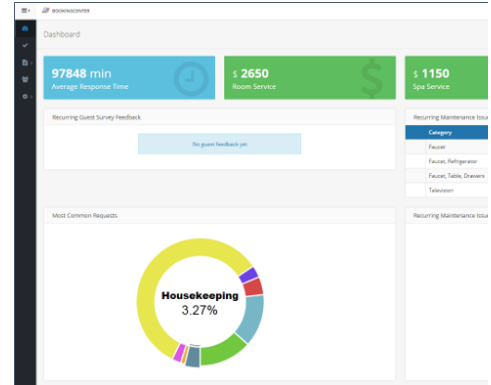 BOOKINGCENTER
Dashboard
97848 min
Average Response Time
$ 2650
Room Service
$ 1150
Spa Service
Recurring Guest Survey Feedback
No guest feedback yet
Recurring Maintenance Issu
Category
Faucet
Faucet, Refrigerator
Faucet, Table, Drawers
Television
Most Common Requests
Recurring Maintenance Issu
Housekeeping
3.27%